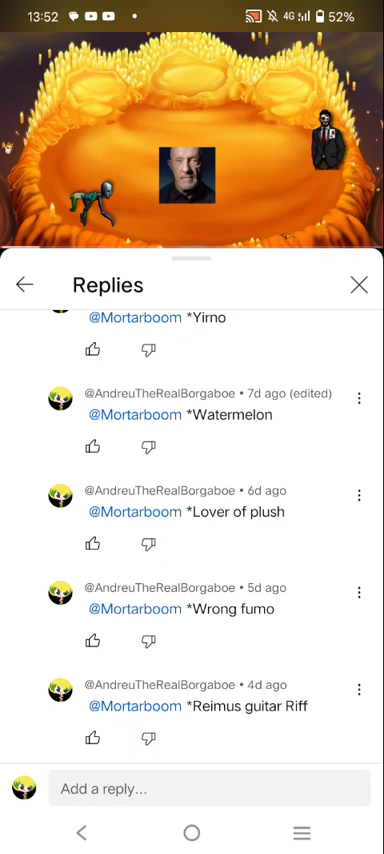 13:52
4G
52%
Replies
@Mortarboom *Yirno
@AndreuTheRealBorgaboe • 7d ago (edited)
@Mortarboom *Watermelon
@AndreuTheRealBorgaboe • 6d ago
@Mortarboom *Lover of plush
@AndreuTheRealBorgaboe • 5d ago
@Mortarboom *Wrong fumo
@AndreuTheRealBorgaboe • 4d ago
@Mortarboom *Reimus guitar Riff
Add a reply...